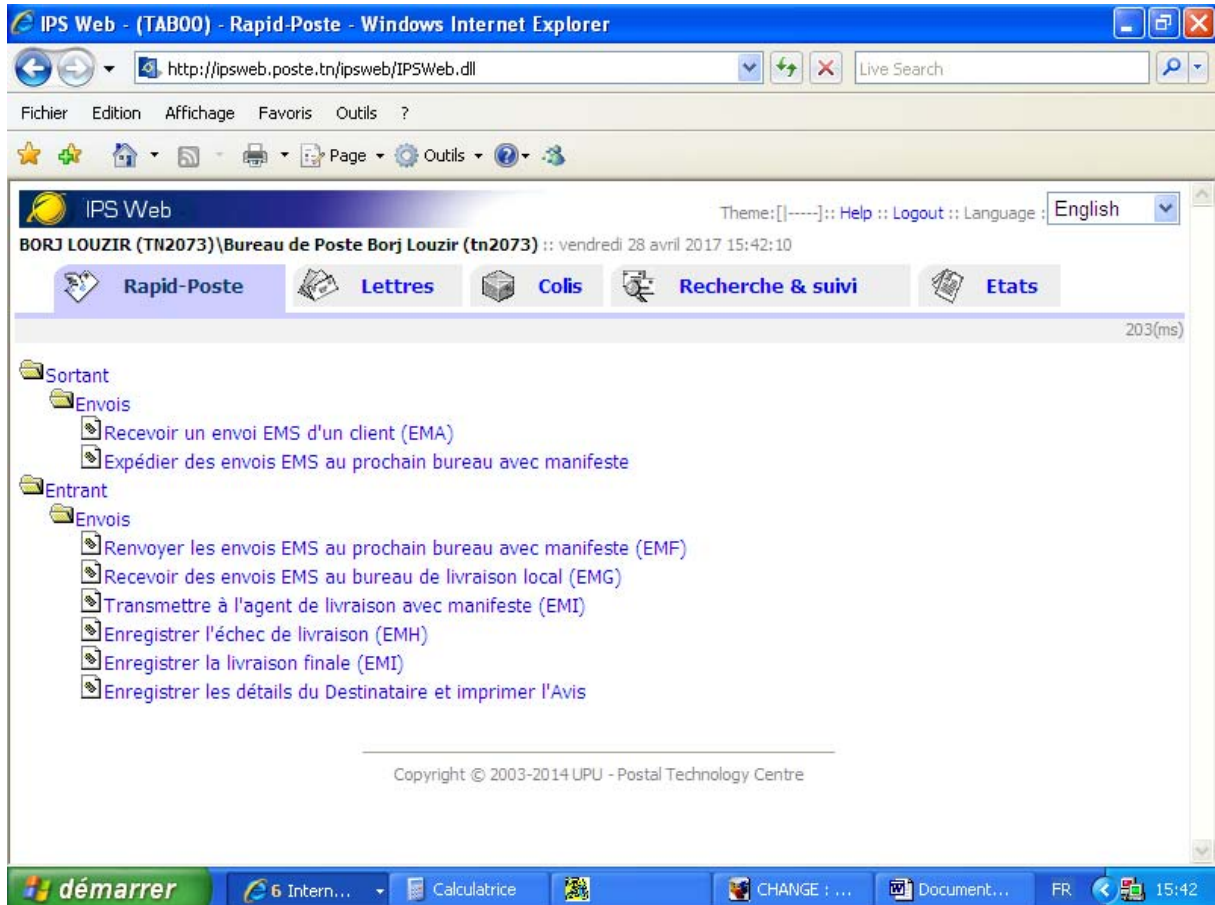 IPS Web - (TAB00) - Rapid-Poste - Windows Internet Explorer
http://ipsweb.poste.tn/ipsweb/IPSWeb.dll
Live Search
Fichier Edition Affichage Favoris Outils ?
Page Outils
IPS Web
Theme:[|-----]:: Help :: Logout :: Language : English
BORJ LOUZIR (TN2073)\Bureau de Poste Borj Louzir (tn2073) :: vendredi 28 avril 2017 15:42:10
Rapid-Poste Lettres Colis Recherche & suivi Etats
203(ms)
Sortant
Envois
Recevoir un envoi EMS d'un client (EMA)
Expédier des envois EMS au prochain bureau avec manifeste
Entrant
Envois
Renvoyer les envois EMS au prochain bureau avec manifeste (EMF)
Recevoir des envois EMS au bureau de livraison local (EMG)
Transmettre à l'agent de livraison avec manifeste (EMI)
Enregistrer l'échec de livraison (EMH)
Enregistrer la livraison finale (EMI)
Enregistrer les détails du Destinataire et imprimer l'Avis
Copyright © 2003-2014 UPU - Postal Technology Centre
démarrer 6 Intern... Calculatrice CHANGE : ... Document... FR 15:42